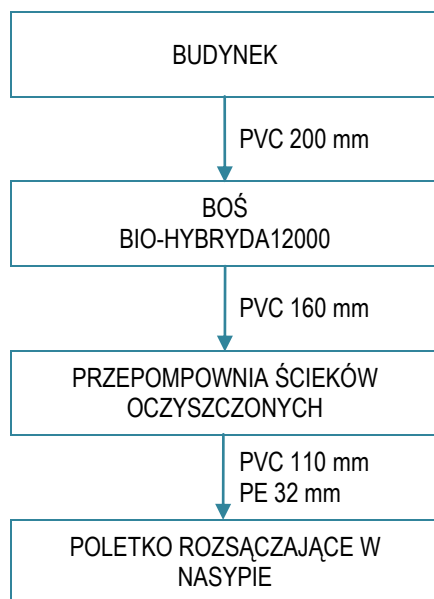 BUDYNEK
PVC 200 mm
BOŚ
BIO-HYBRYDA12000
PVC 160 mm
PRZEPOMPOWNIA ŚCIEKÓW
OCZYSZCZONYCH
PVC 110 mm
PE 32 mm
POLETKO ROZSĄCZAJĄCE W
NASYPIE